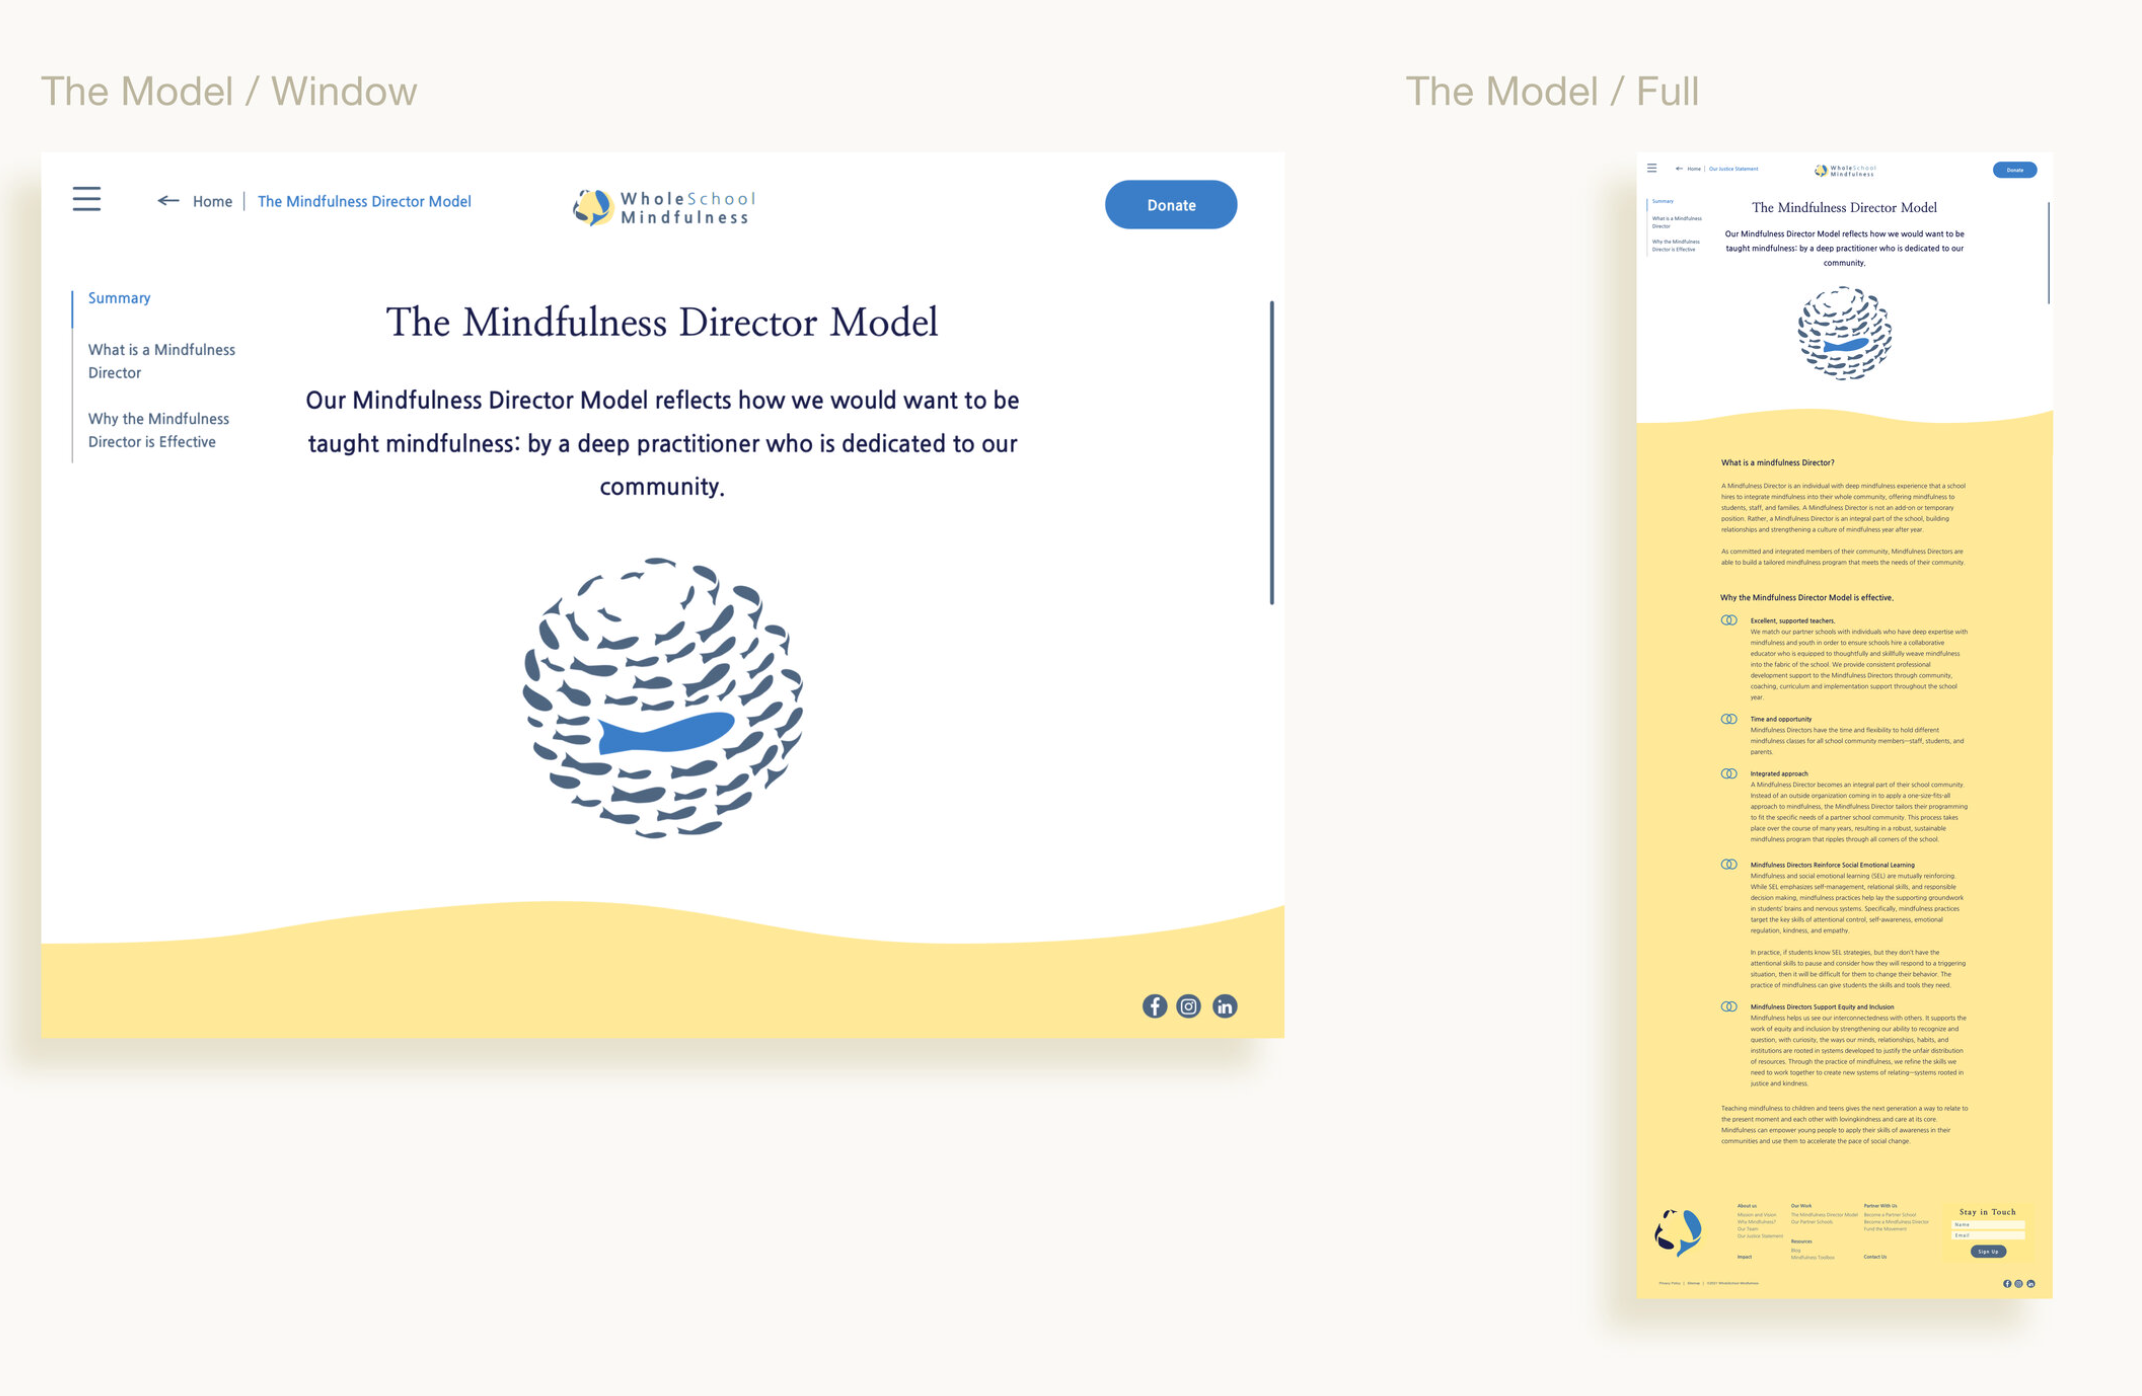 The Model / Window
The Model / Full
Home | The Mindfulness Director Model
WholeSchool
Mindfulness
Donate
Summary
What is a Mindfulness
Director
Why the Mindfulness
Director is Effective
The Mindfulness Director Model
Our Mindfulness Director Model reflects how we would want to be
taught mindfulness: by a deep practitioner who is dedicated to our
community.
Home | Our Justice Statement
WholeSchool
Mindfulness
Donate
Summary
What is a Mindfulness
Director
Why the Mindfulness
Director is Effective
The Mindfulness Director Model
Our Mindfulness Director Model reflects how we would want to be
taught mindfulness: by a deep practitioner who is dedicated to our
community.
What is a mindfulness Director?
A Mindfulness Director is an individual with deep mindfulness experience that a school
hires to integrate mindfulness into their whole community, offering mindfulness to
students, staff, and families. A Mindfulness Director is not an add-on or temporary
position. Rather, a Mindfulness Director is an integral part of the school, building
relationships and strengthening a culture of mindfulness year after year.
As committed and integrated members of their community, Mindfulness Directors are
able to build a tailored mindfulness program that meets the needs of their community.
Why the Mindfulness Director Model is effective.
Excellent, supported teachers.
We match our partner schools with individuals who have deep expertise with
mindfulness and youth in order to ensure schools hire a collaborative
educator who is equipped to thoughtfully and skillfully weave mindfulness
into the fabric of the school. We provide consistent professional
development support to the Mindfulness Directors through community,
coaching, curriculum and implementation support throughout the school
year.
Time and opportunity
Mindfulness Directors have the time and flexibility to hold different
mindfulness classes for all school community members—staff, students, and
parents.
Integrated approach
A Mindfulness Director becomes an integral part of their school community.
Instead of an outside organization coming in to apply a one-size-fits-all
approach to mindfulness, the Mindfulness Director tailors their programming
to fit the specific needs of a partner school community. This process takes
place over the course of many years, resulting in a robust, sustainable
mindfulness program that ripples through all corners of the school.
Mindfulness Directors Reinforce Social Emotional Learning
Mindfulness and social emotional learning (SEL) are mutually reinforcing.
While SEL emphasizes self-management, relational skills, and responsible
decision making, mindfulness practices help lay the supporting groundwork
in students' brains and nervous systems. Specifically, mindfulness practices
target the key skills of attentional control, self-awareness, emotional
regulation, kindness, and empathy.
In practice, if students know SEL strategies, but they don't have the
attentional skills to pause and consider how they will respond to a triggering
situation, then it will be difficult for them to change their behavior. The
practice of mindfulness can give students the skills and tools they need.
Mindfulness Directors Support Equity and Inclusion
Mindfulness helps us see our interconnectedness with others. It supports the
work of equity and inclusion by strengthening our ability to recognize and
question, with curiosity, the ways our minds, relationships, habits, and
institutions are rooted in systems developed to justify the unfair distribution
of resources. Through the practice of mindfulness, we refine the skills we
need to work together to create new systems of relating—systems rooted in
justice and kindness.
Teaching mindfulness to children and teens gives the next generation a way to relate to
the present moment and each other with lovingkindness and care at its core.
Mindfulness can empower young people to apply their skills of awareness in their
communities and use them to accelerate the pace of social change.
About us
Mission and Vision
Why Mindfulness?
Our Team
Our Justice Statement
Impact
Our Work
The Mindfulness Director Model
Our Partner Schools
Resources
Blog
Mindfulness Toolbox
Partner With Us
Become a Partner School
Become a Mindfulness Director
Fund the Movement
Contact Us
Stay in Touch
Name
Email
Sign Up
Privacy Policy | Sitemap |